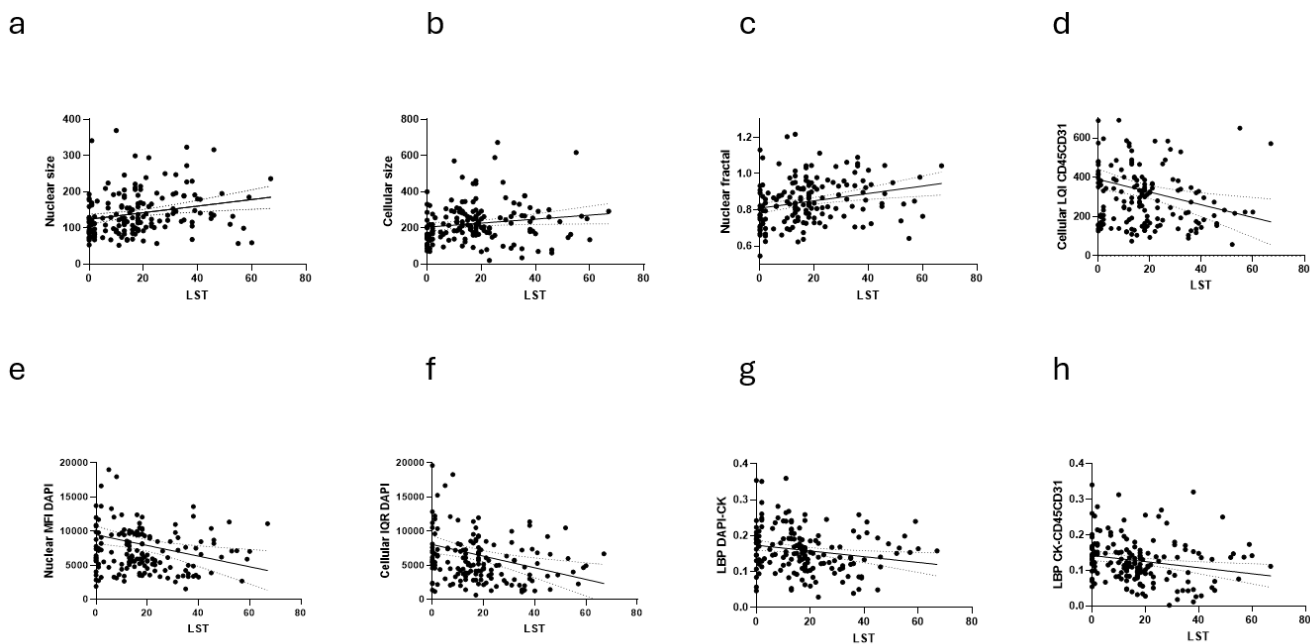 a
b
c
d
400
300
200
100
0
Nuclear size
0 20 40 60 80
LST
800
600
400
200
0
Cellular size
0 20 40 60 80
LST
1.2
1.0
0.8
0.6
Nuclear fractal
0 20 40 60 80
LST
600
400
200
0
Cellular LQI CD45CD31
0 20 40 60 80
LST
e
f
g
h
20000
15000
10000
5000
0
Nuclear MFI DAPI
0 20 40 60 80
LST
20000
15000
10000
5000
0
Cellular IQR DAPI
0 20 40 60 80
LST
0.4
0.3
0.2
0.1
0.0
LBP DAPI-CK
0 20 40 60 80
LST
0.4
0.3
0.2
0.1
0.0
LBP CK-CD45CD31
0 20 40 60 80
LST